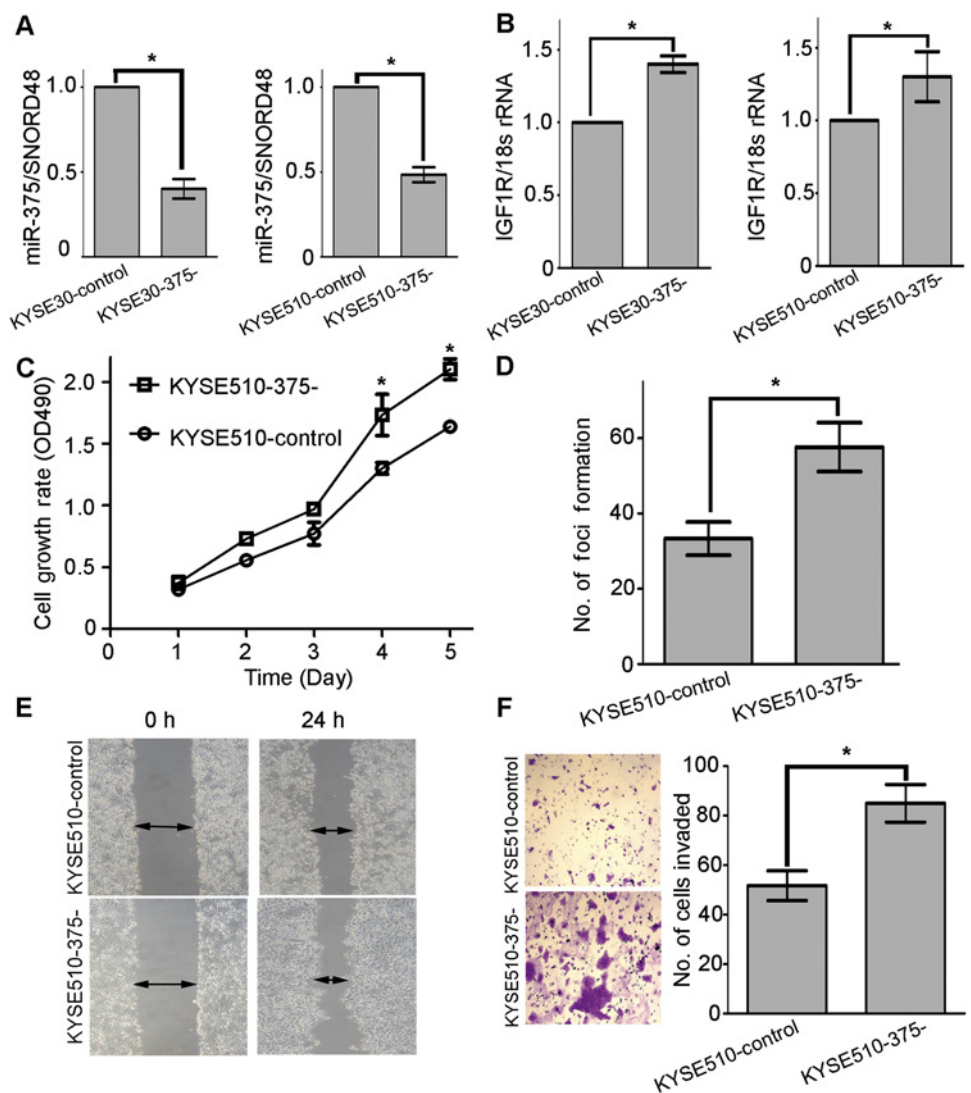 A
miR-375/SNORD48
1.0
0.5
0
*
KYSE30-control
KYSE30-375-
miR-375/SNORD48
1.0
0.5
0
*
KYSE510-control
KYSE510-375-
B
IGF1R/18s rRNA
1.5
1.0
1.0
0
*
KYSE30-control
KYSE30-375-
IGF1R/18s rRNA
1.5
1.0
1.0
0
*
KYSE510-control
KYSE510-375-
C
Cell growth rate (OD490)
2.0
1.5
1.0
0.5
0
KYSE510-375-
KYSE510-control
*
*
0 1 2 3 4 5
Time (Day)
D
No. of foci formation
60
40
20
0
*
KYSE510-control
KYSE510-375-
E
0 h
24 h
KYSE510-control
KYSE510-375-
F
KYSE510-control
KYSE510-375-
No. of cells invaded
100
80
80
40
60
0
*
KYSE510-control
KYSE510-375-